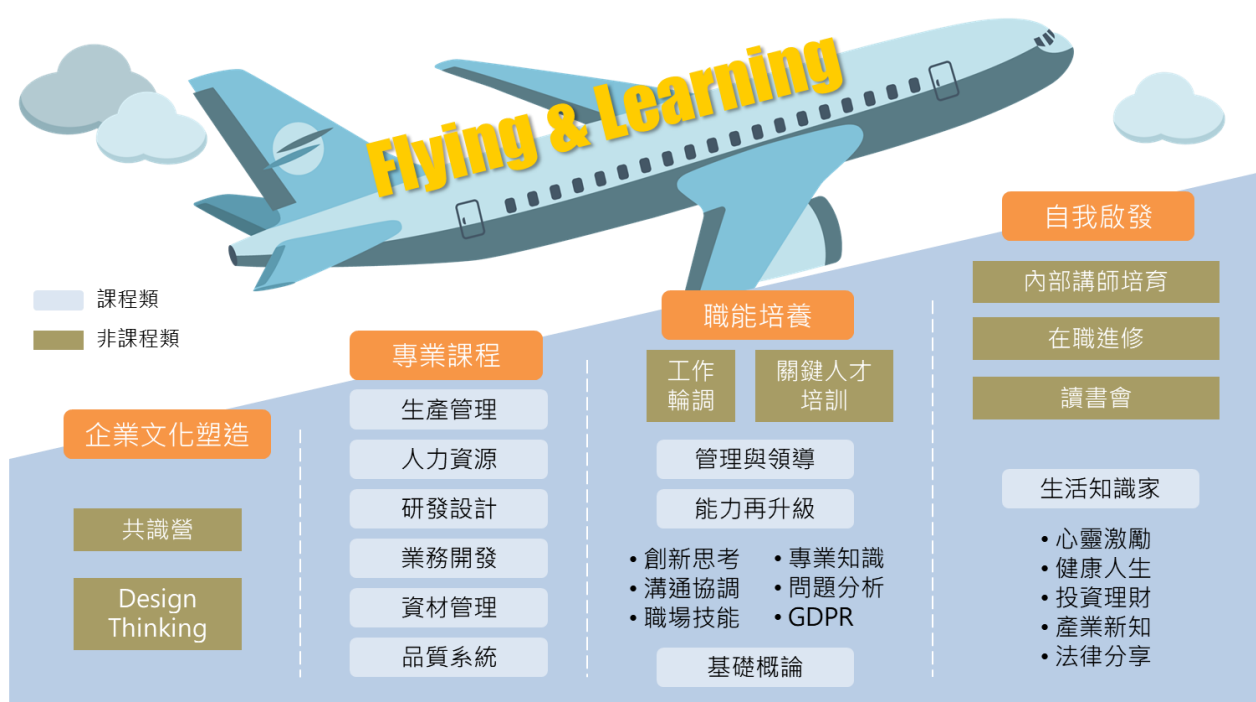 Flying & Learning
課程類
非課程類
企業文化塑造
共識營
Design
Thinking
專業課程
生產管理
人力資源
研發設計
業務開發
資材管理
品質系統
職能培養
工作
輪調
關鍵人才
培訓
管理與領導
能力再升級
•創新思考
•溝通協調
•職場技能
•專業知識
•問題分析
•GDPR
基礎概論
自我啟發
內部講師培育
在職進修
讀書會
生活知識家
•心靈激勵
•健康人生
•投資理財
•產業新知
•法律分享